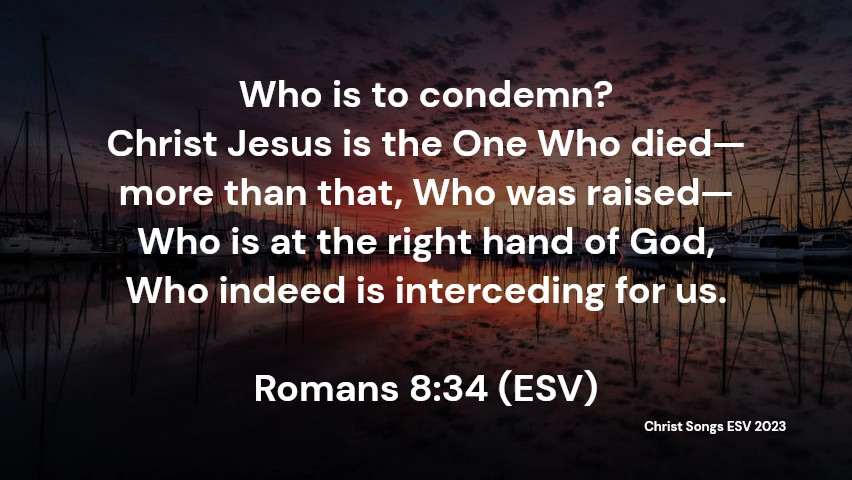 Who is to condemn?
Christ Jesus is the One Who died—
more than that, Who was raised—
Who is at the right hand of God,
Who indeed is interceding for us.
Romans 8:34 (ESV)
Christ Songs ESV 2023